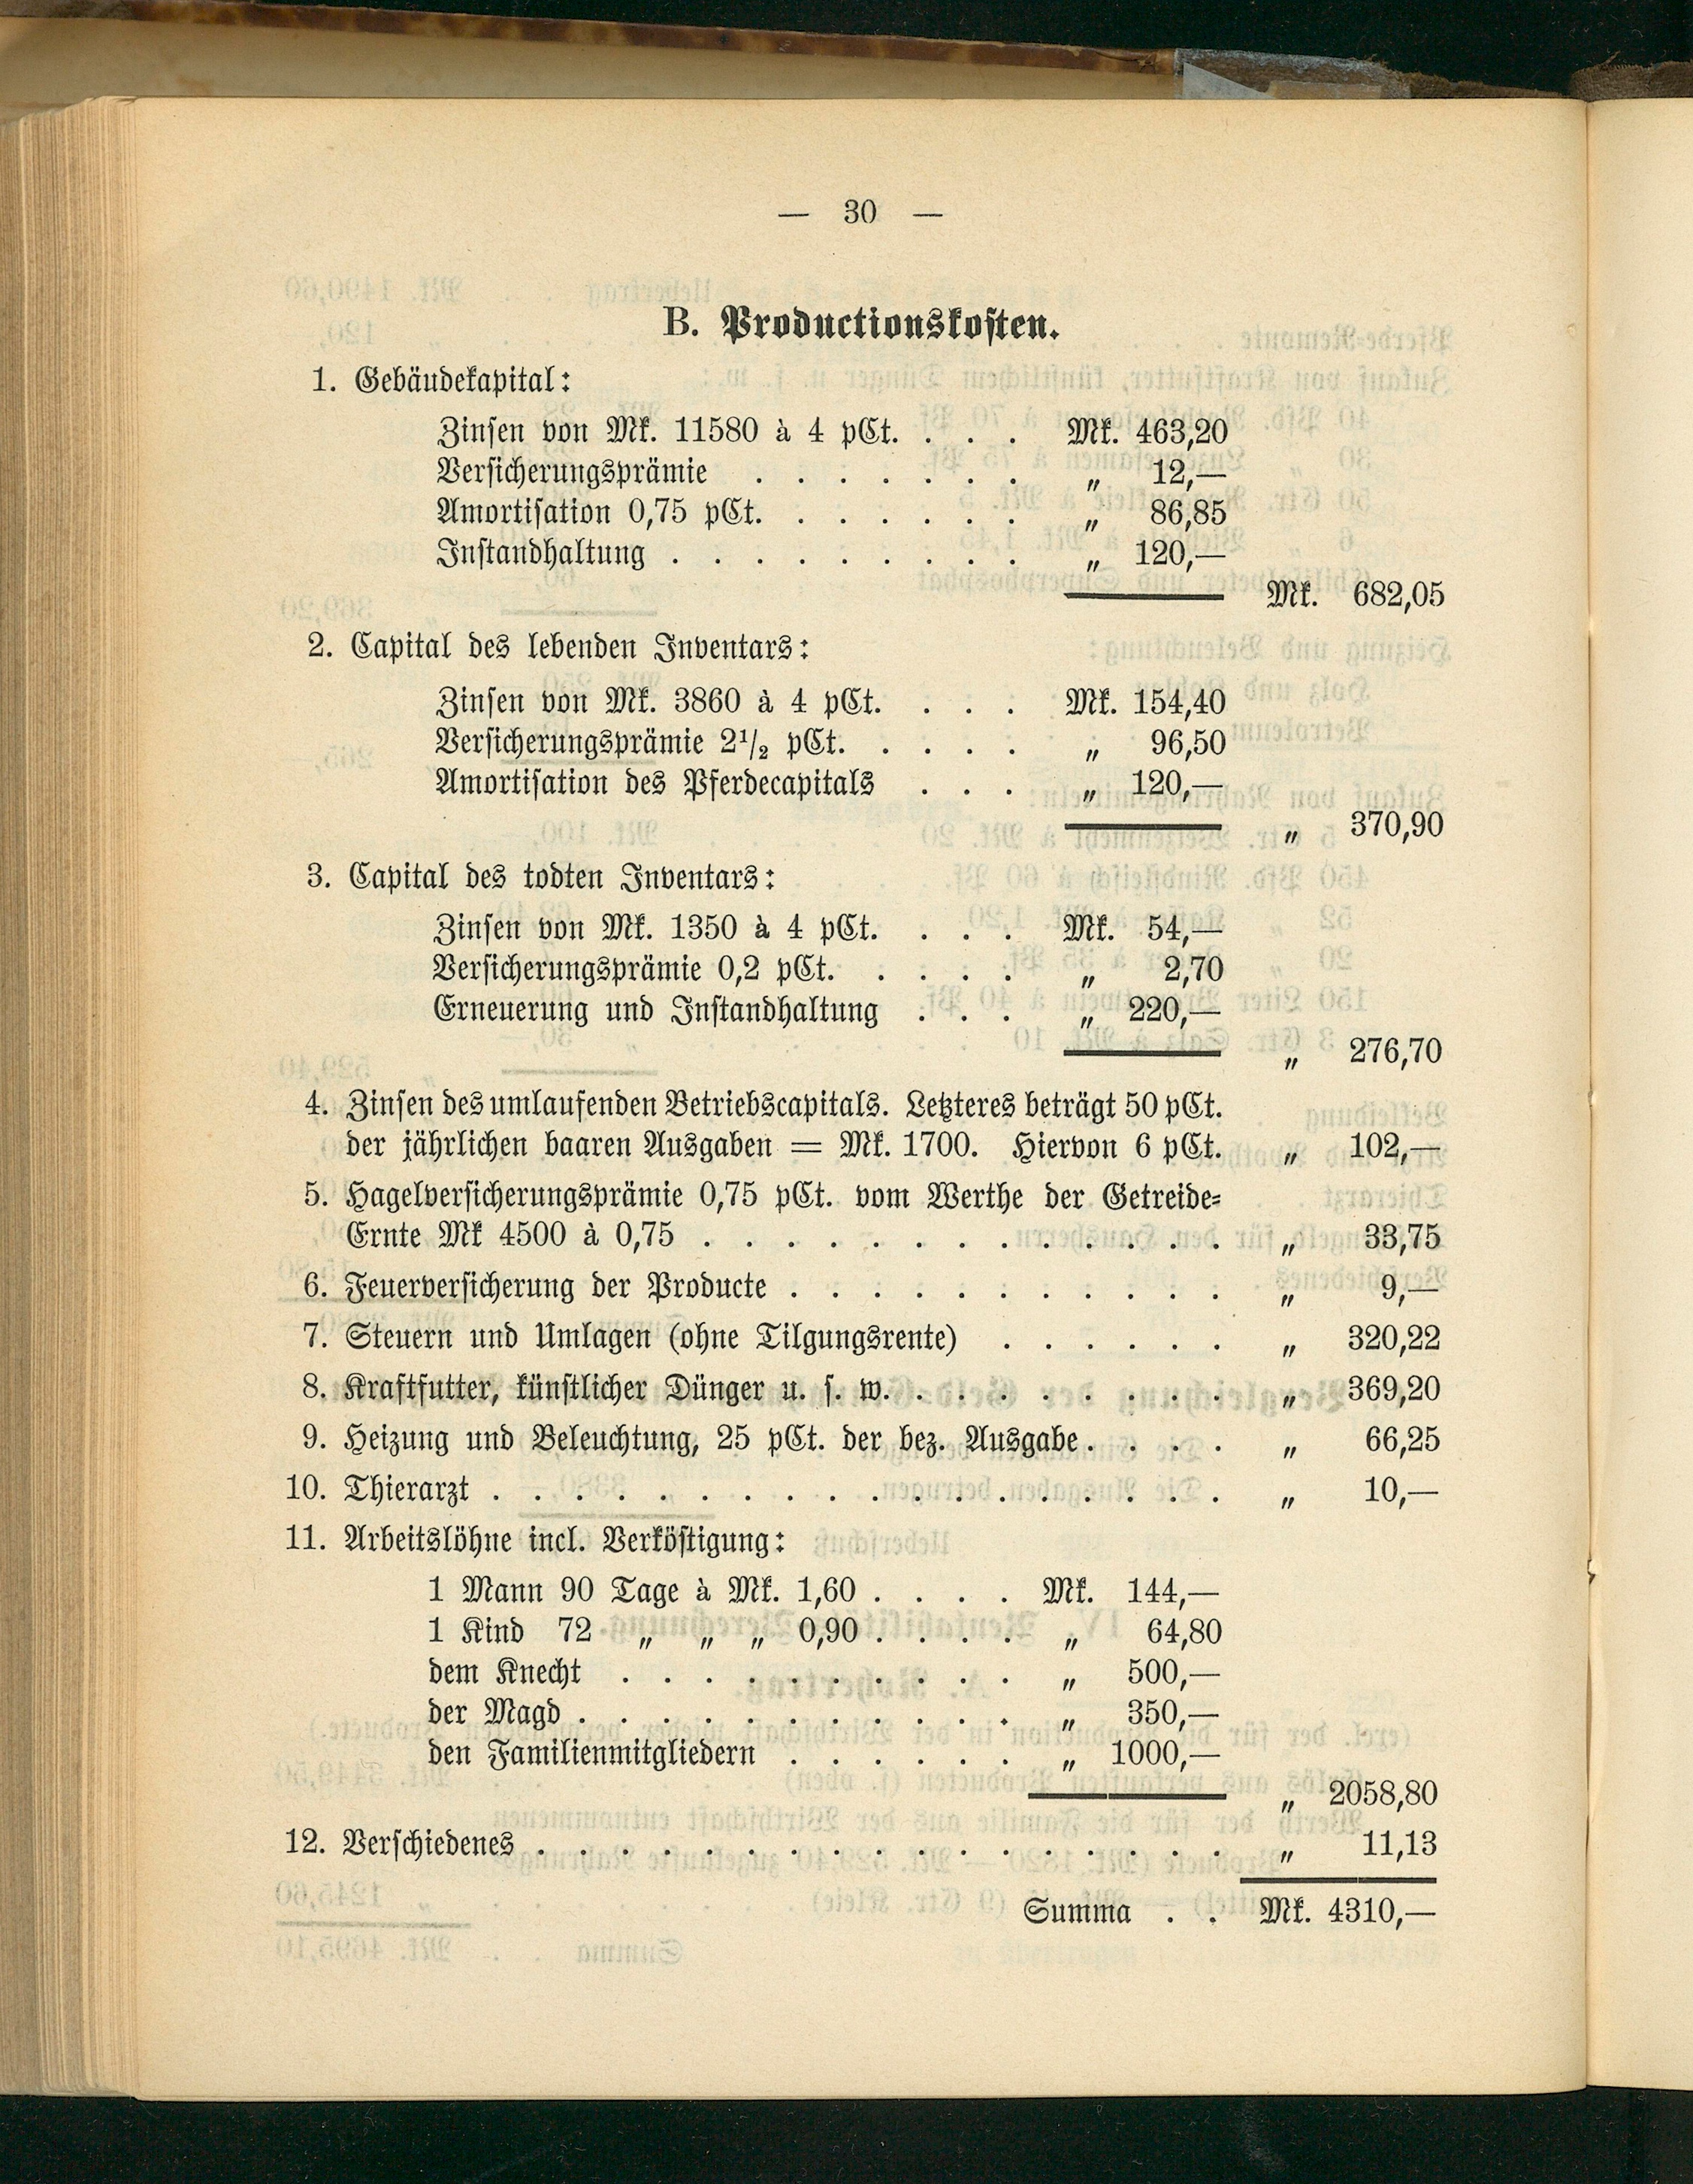 — 30 —
B. Productionskosten.
1. Gebäudekapital:
Zinsen von Mk. 11580 à 4 pCt. . . . Mk. 463,20
Versicherungsprämie . . . . . . . „ 12,—
Amortisation 0,75 pCt. . . . . . . „ 86,85
Instandhaltung . . . . . . . . . „ 120,—
Mk. 682,05
2. Capital des lebenden Inventars:
Zinsen von Mk. 3860 à 4 pCt. . . . Mk. 154,40
Versicherungsprämie 2¹/₂ pCt. . . . . „ 96,50
Amortisation des Pferdecapitals . . . „ 120,—
„ 370,90
3. Capital des todten Inventars:
Zinsen von Mk. 1350 à 4 pCt. . . . Mk. 54,—
Versicherungsprämie 0,2 pCt. . . . . „ 2,70
Erneuerung und Instandhaltung . . . „ 220,—
„ 276,70
4. Zinsen des umlaufenden Betriebscapitals. Letzteres beträgt 50 pCt.
der jährlichen baaren Ausgaben = Mk. 1700. Hiervon 6 pCt. „ 102,—
5. Hagelversicherungsprämie 0,75 pCt. vom Werthe der Getreide-
Ernte Mk 4500 à 0,75 . . . . . . . . . . . . . „ 33,75
6. Feuerversicherung der Producte . . . . . . . . . . . „ 9,—
7. Steuern und Umlagen (ohne Tilgungsrente) . . . . . . „ 320,22
8. Kraftfutter, künstlicher Dünger u. s. w. . . . . . . . . „ 369,20
9. Heizung und Beleuchtung, 25 pCt. der bez. Ausgabe . . . . „ 66,25
10. Thierarzt . . . . . . . . . . . . . . . . . . „ 10,—
11. Arbeitslöhne incl. Verköstigung:
1 Mann 90 Tage à Mk. 1,60 . . . . Mk. 144,—
1 Kind 72 „ „ „ 0,90 . . . . „ 64,80
dem Knecht . . . . . . . . . . „ 500,—
der Magd . . . . . . . . . . . „ 350,—
den Familienmitgliedern . . . . . . „ 1000,—
„ 2058,80
12. Verschiedenes . . . . . . . . . . . . . . . . . „ 11,13
Summa . . Mk. 4310,—